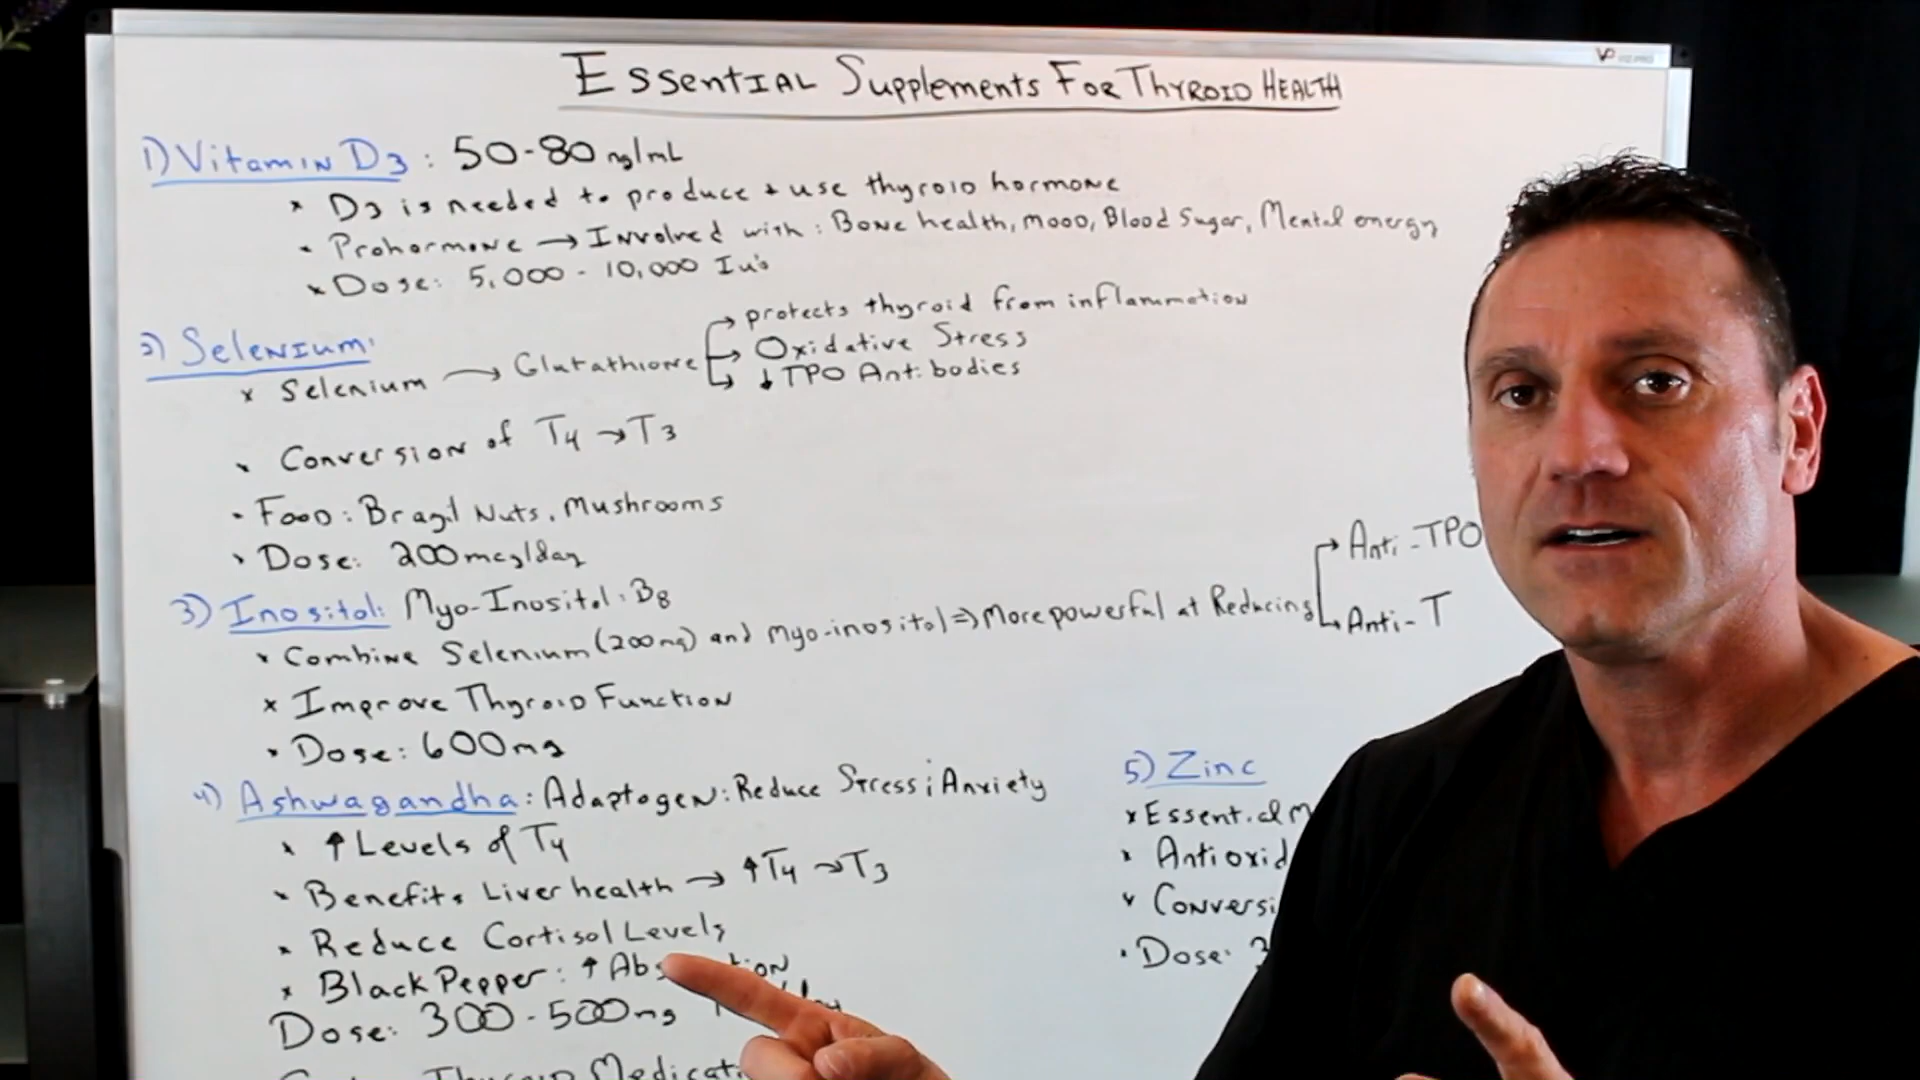 Essential Supplements For Thyroid Health
1) Vitamin D3 : 50-80 ng/mL
× D3 is needed to produce + use thyroid hormone
• Prohormone → Involved with : Bone health, mood, Blood Sugar, Mental energy
× Dose: 5,000 - 10,000 Iu's
2) Selenium:
× Selenium → Glutathione
→ protects thyroid from inflammation
→ Oxidative Stress
→ ↓ TPO Antibodies
• Conversion of T4 → T3
• Food: Brazil Nuts, Mushrooms
• Dose: 200mcg/day
3) Inositol: Myo-Inositol: B8
× Combine Selenium (200mg) and Myo-inositol ⇒ More powerful at Reducing
→ Anti-TPO
→ Anti-T
× Improve Thyroid Function
• Dose: 600mg
4) Ashwagandha: Adaptogen: Reduce Stress; Anxiety
× ↑ Levels of T4
× Benefits Liver health → ↑ T4 → T3
× Reduce Cortisol Levels
× Black Pepper: ↑ Abs tion
Dose: 300-500mg
Thyroid Medicati
5) Zinc
× Essential M
× Antioxid
× Conversi
• Dose: 3